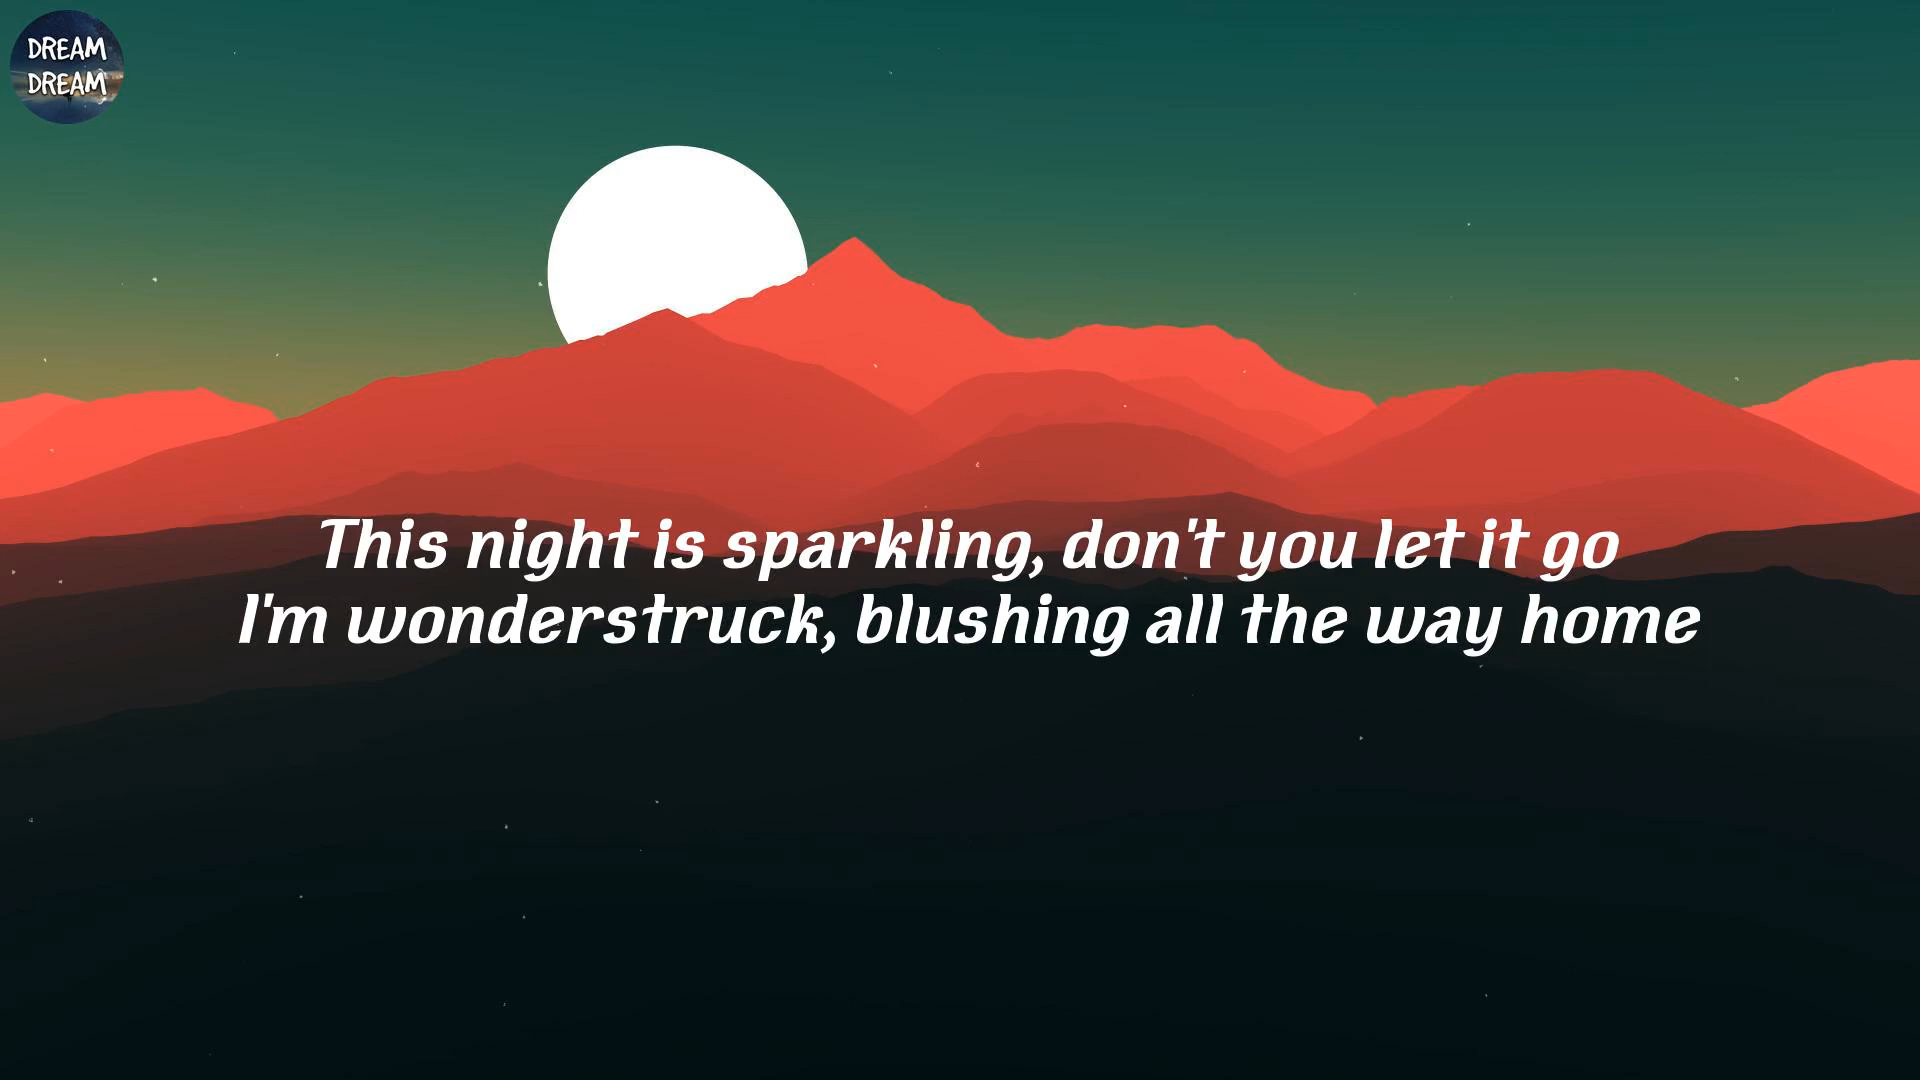 DREAM
DREAM
This night is sparkling, don't you let it go
I'm wonderstruck, blushing all the way home